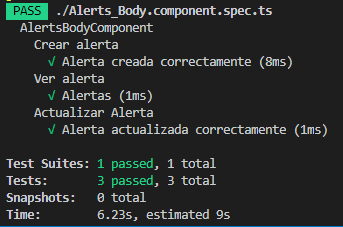 PASS ./Alerts_Body.component.spec.ts
AlertsBodyComponent
Crear alerta
√ Alerta creada correctamente (8ms)
Ver alerta
√ Alertas (1ms)
Actualizar Alerta
√ Alerta actualizada correctamente (1ms)
Test Suites: 1 passed, 1 total
Tests: 3 passed, 3 total
Snapshots: 0 total
Time: 6.23s, estimated 9s